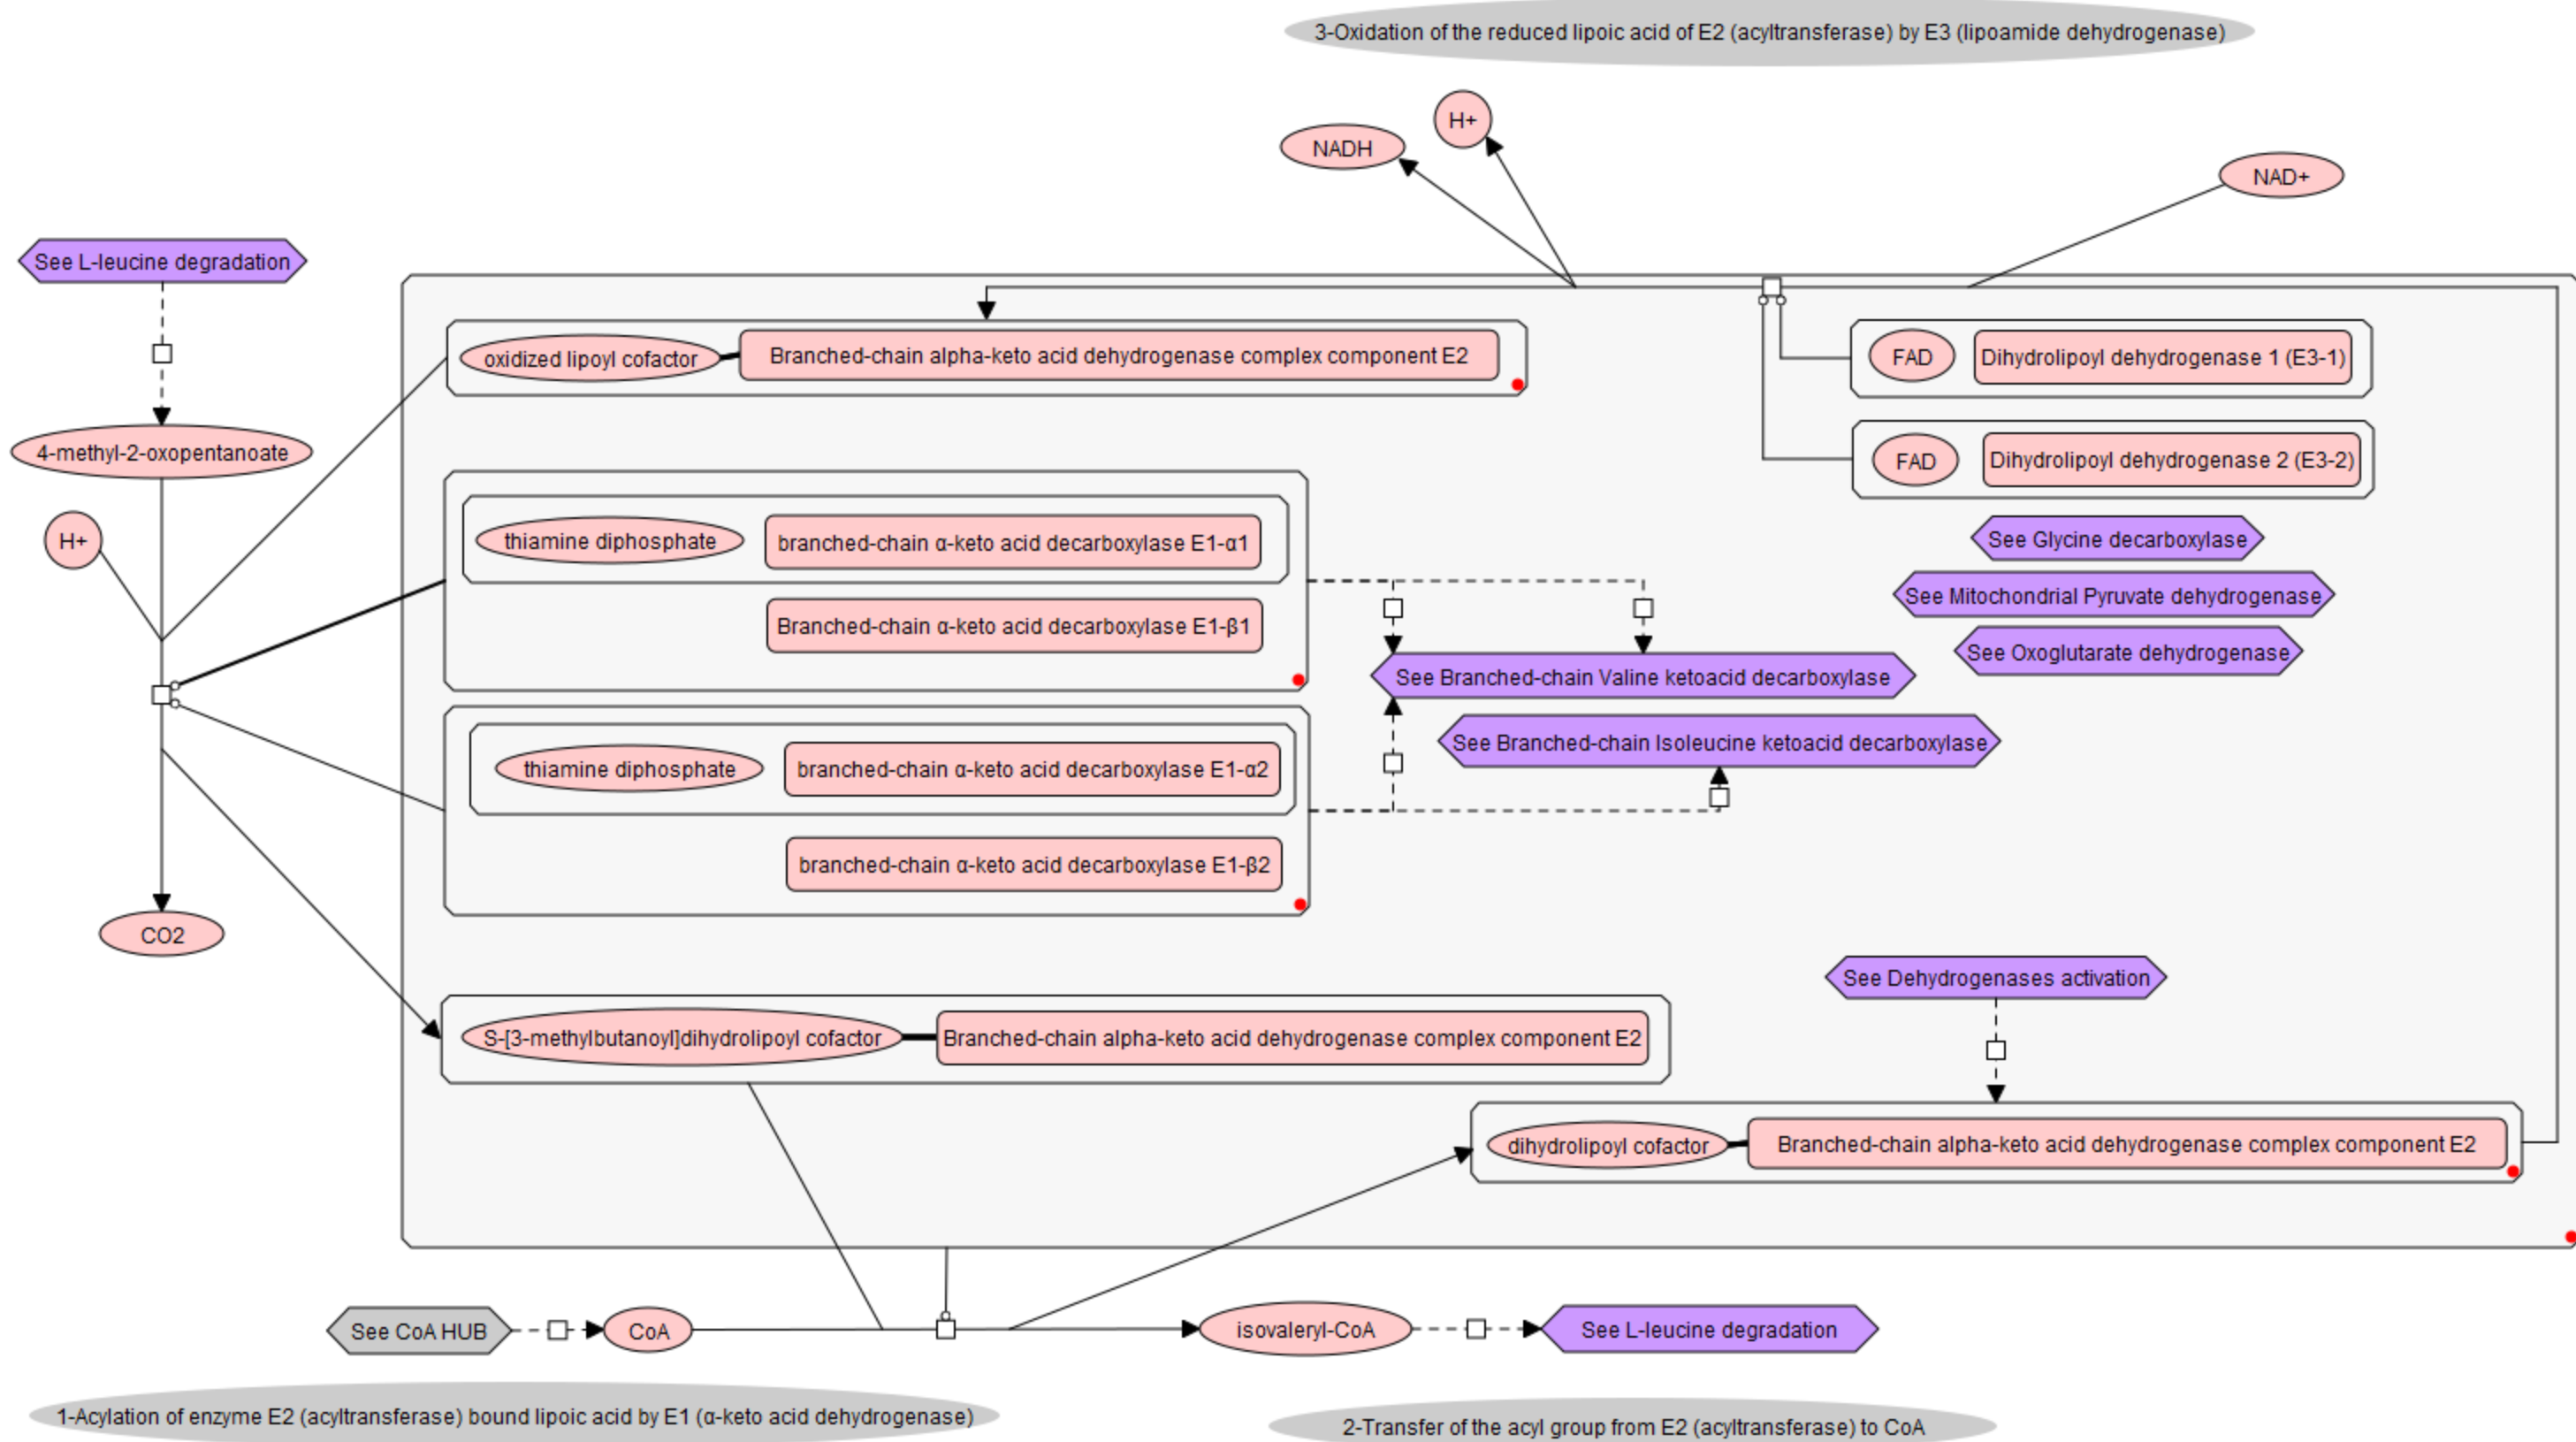 3-Oxidation of the reduced lipoic acid of E2 (acyltransferase) by E3 (lipoamide dehydrogenase)
H+
NADH
NAD+
See L-leucine degradation
oxidized lipoyl cofactor
Branched-chain alpha-keto acid dehydrogenase complex component E2
FAD
Dihydrolipoyl dehydrogenase 1 (E3-1)
4-methyl-2-oxopentanoate
FAD
Dihydrolipoyl dehydrogenase 2 (E3-2)
H+
thiamine diphosphate
branched-chain α-keto acid decarboxylase E1-α1
See Glycine decarboxylase
See Mitochondrial Pyruvate dehydrogenase
Branched-chain α-keto acid decarboxylase E1-β1
See Oxoglutarate dehydrogenase
See Branched-chain Valine ketoacid decarboxylase
See Branched-chain Isoleucine ketoacid decarboxylase
thiamine diphosphate
branched-chain α-keto acid decarboxylase E1-α2
branched-chain α-keto acid decarboxylase E1-β2
CO2
See Dehydrogenases activation
S-[3-methylbutanoyl]dihydrolipoyl cofactor
Branched-chain alpha-keto acid dehydrogenase complex component E2
dihydrolipoyl cofactor
Branched-chain alpha-keto acid dehydrogenase complex component E2
See CoA HUB
CoA
isovaleryl-CoA
See L-leucine degradation
1-Acylation of enzyme E2 (acyltransferase) bound lipoic acid by E1 (α-keto acid dehydrogenase)
2-Transfer of the acyl group from E2 (acyltransferase) to CoA